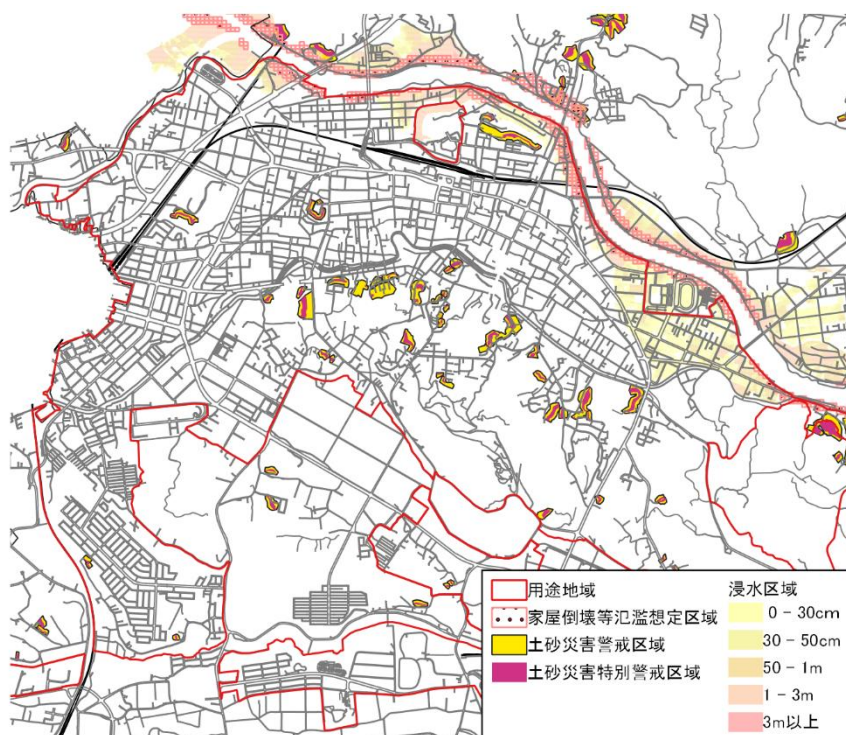 用途地域
家屋倒壊等氾濫想定区域
土砂災害警戒区域
土砂災害特別警戒区域
浸水区域
0 - 30cm
30 - 50cm
50 - 1m
1 - 3m
3m以上